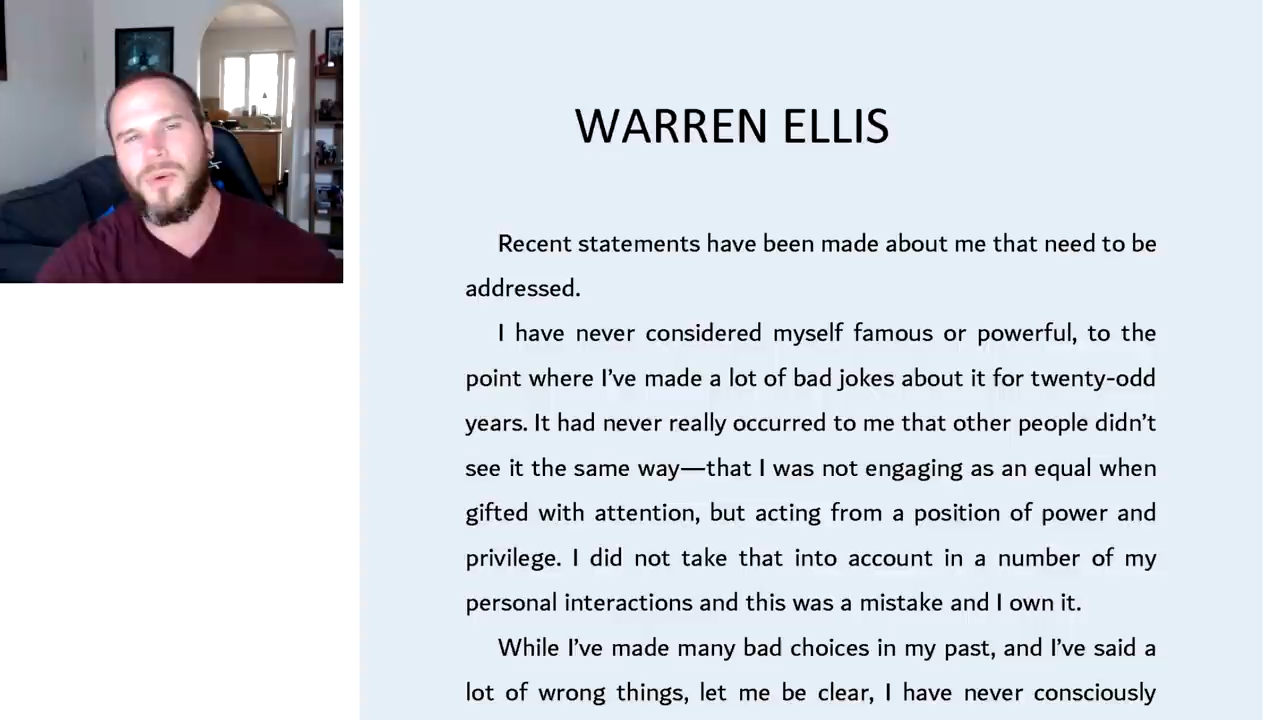 WARREN ELLIS
Recent statements have been made about me that need to be
addressed.
I have never considered myself famous or powerful, to the
point where I’ve made a lot of bad jokes about it for twenty-odd
years. It had never really occurred to me that other people didn’t
see it the same way—that I was not engaging as an equal when
gifted with attention, but acting from a position of power and
privilege. I did not take that into account in a number of my
personal interactions and this was a mistake and I own it.
While I’ve made many bad choices in my past, and I’ve said a
lot of wrong things, let me be clear, I have never consciously